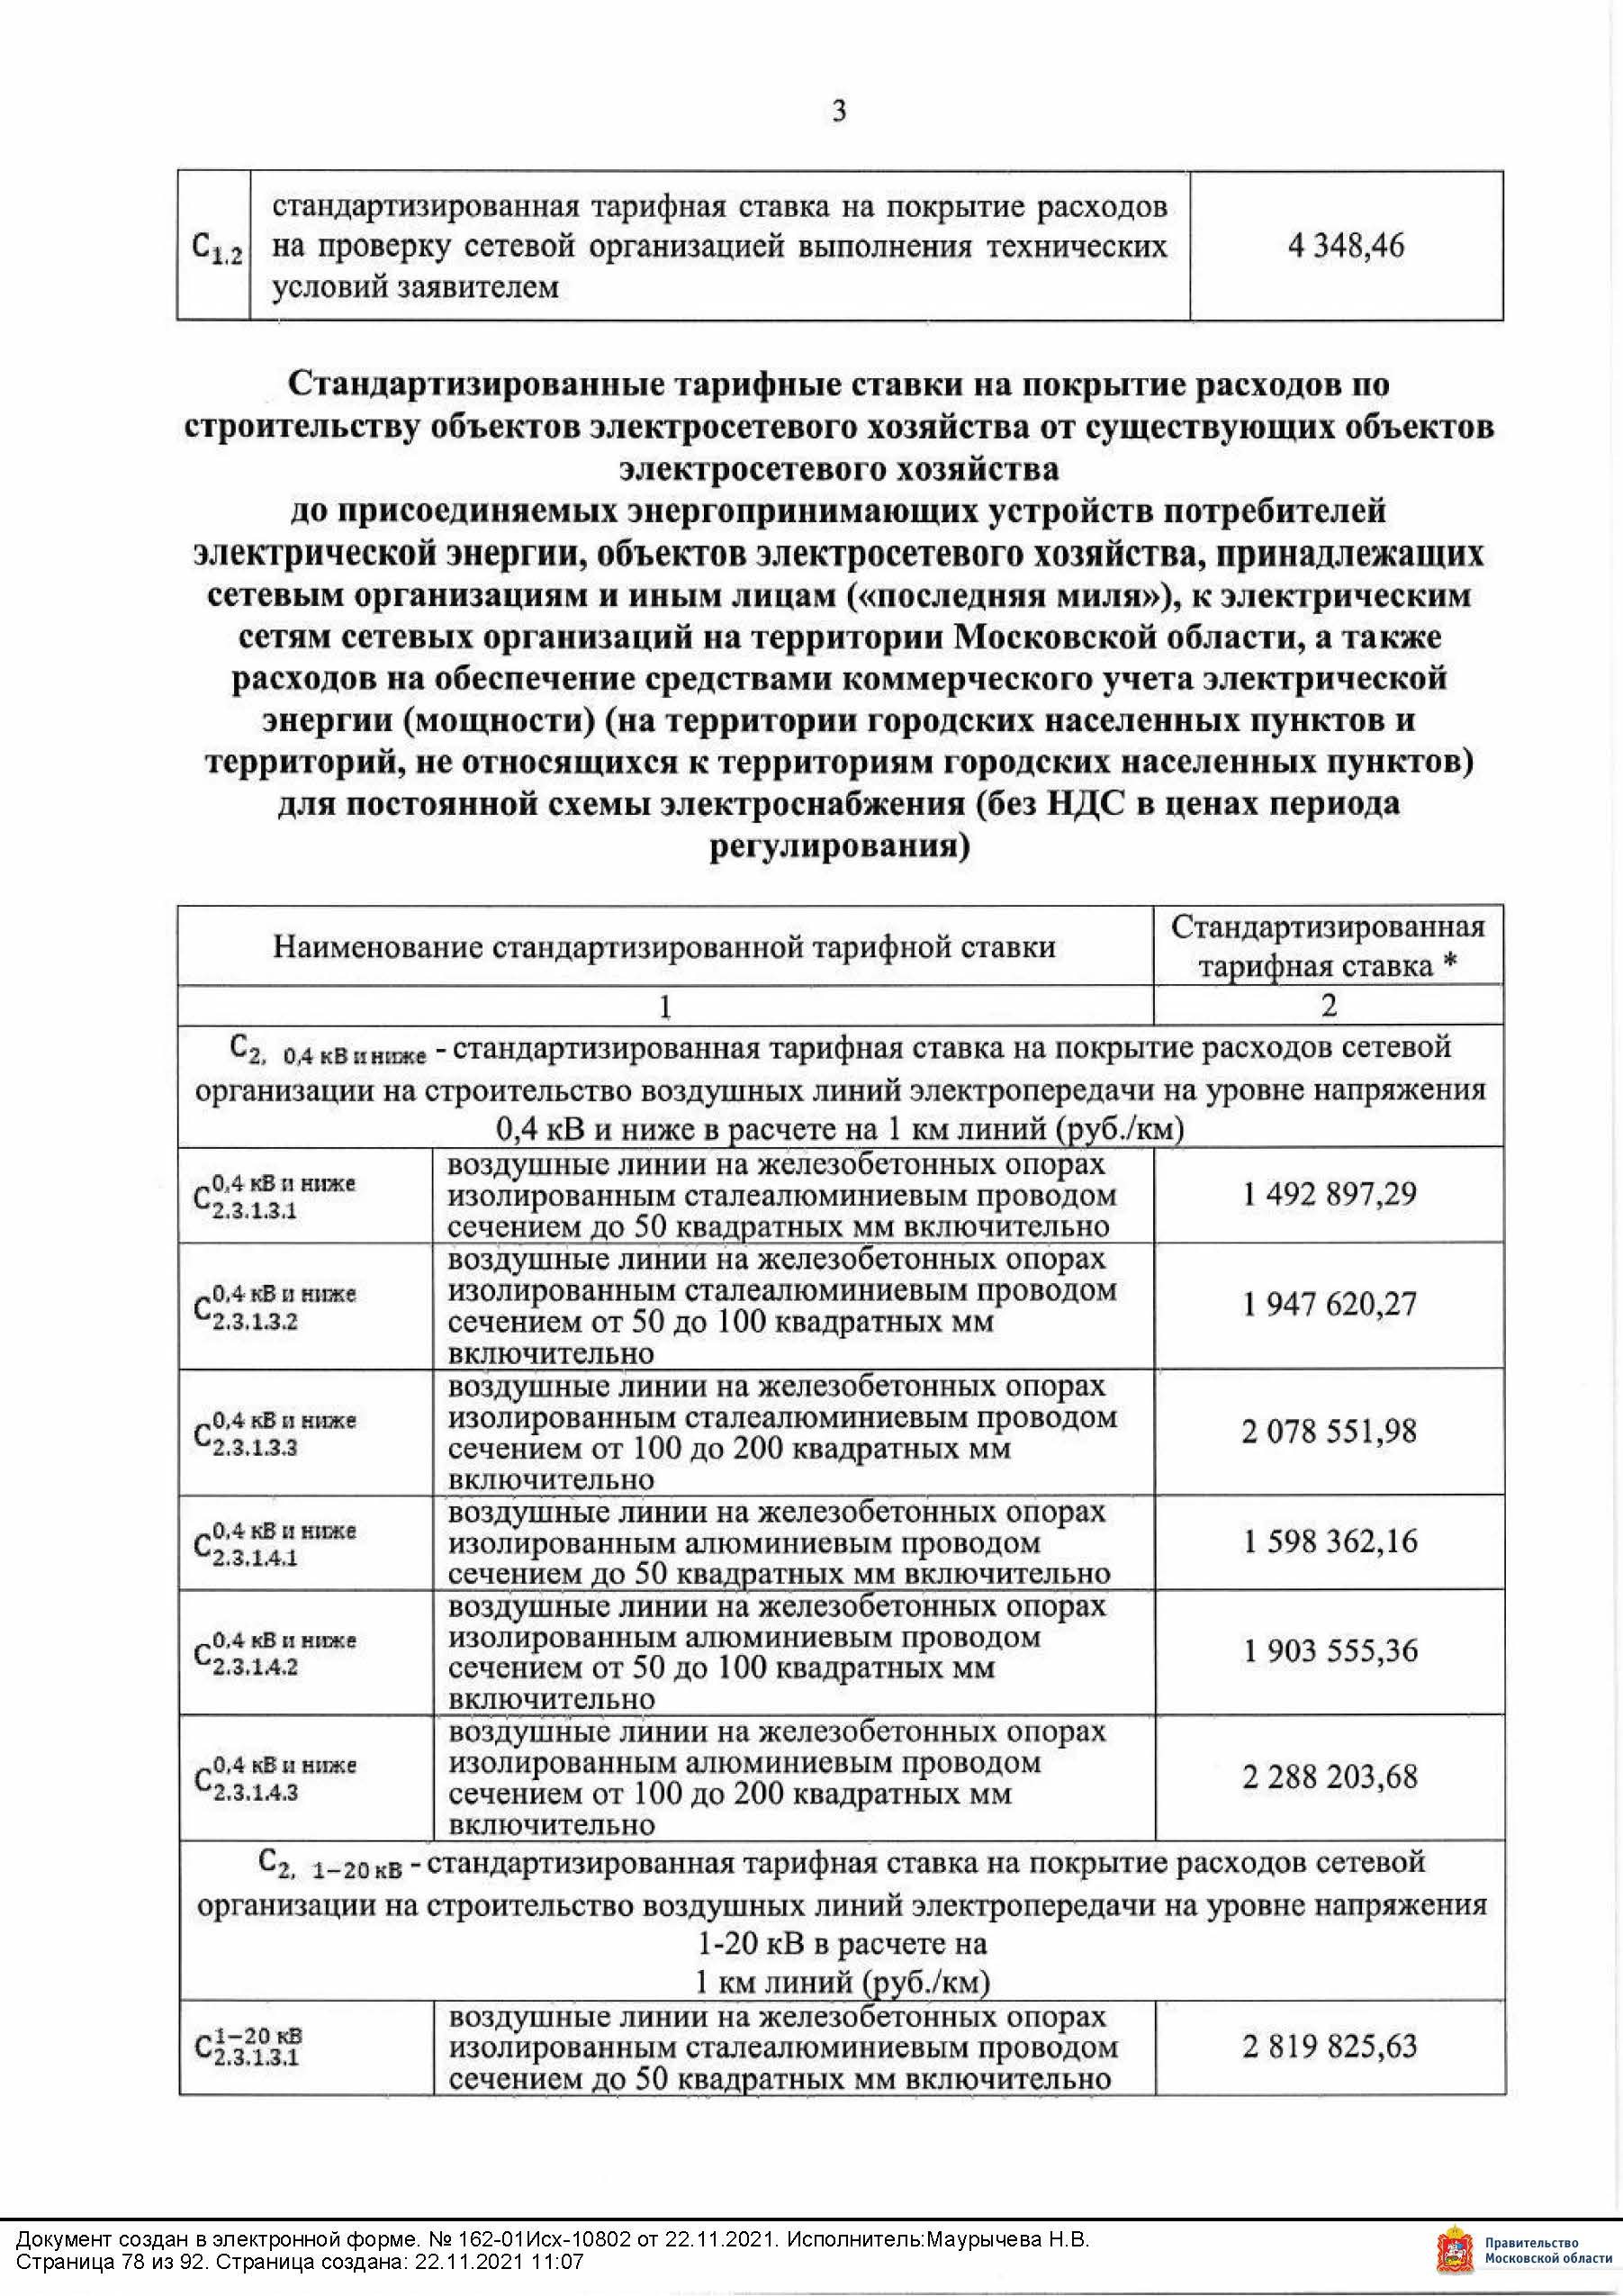 3
С1.2
стандартизированная тарифная ставка на покрытие расходов
на проверку сетевой организацией выполнения технических
условий заявителем
4 348,46
Стандартизированные тарифные ставки на покрытие расходов по
строительству объектов электросетевого хозяйства от существующих объектов
электросетевого хозяйства
до присоединяемых энергопринимающих устройств потребителей
электрической энергии, объектов электросетевого хозяйства, принадлежащих
сетевым организациям и иным лицам («последняя миля»), к электрическим
сетям сетевых организаций на территории Московской области, а также
расходов на обеспечение средствами коммерческого учета электрической
энергии (мощности) (на территории городских населенных пунктов и
территорий, не относящихся к территориям городских населенных пунктов)
для постоянной схемы электроснабжения (без НДС в ценах периода
регулирования)
Наименование стандартизированной тарифной ставки
Стандартизированная
тарифная ставка *
1
2
С2, 0,4 кВ и ниже - стандартизированная тарифная ставка на покрытие расходов сетевой
организации на строительство воздушных линий электропередачи на уровне напряжения
0,4 кВ и ниже в расчете на 1 км линий (руб./км)
С 0,4 кВ и ниже
2.3.1.3.1
воздушные линии на железобетонных опорах
изолированным сталеалюминиевым проводом
сечением до 50 квадратных мм включительно
1 492 897,29
С 0,4 кВ и ниже
2.3.1.3.2
воздушные линии на железобетонных опорах
изолированным сталеалюминиевым проводом
сечением от 50 до 100 квадратных мм
включительно
1 947 620,27
С 0,4 кВ и ниже
2.3.1.3.3
воздушные линии на железобетонных опорах
изолированным сталеалюминиевым проводом
сечением от 100 до 200 квадратных мм
включительно
2 078 551,98
С 0,4 кВ и ниже
2.3.1.4.1
воздушные линии на железобетонных опорах
изолированным алюминиевым проводом
сечением до 50 квадратных мм включительно
1 598 362,16
С 0,4 кВ и ниже
2.3.1.4.2
воздушные линии на железобетонных опорах
изолированным алюминиевым проводом
сечением от 50 до 100 квадратных мм
включительно
1 903 555,36
С 0,4 кВ и ниже
2.3.1.4.3
воздушные линии на железобетонных опорах
изолированным алюминиевым проводом
сечением от 100 до 200 квадратных мм
включительно
2 288 203,68
С2, 1–20 кВ - стандартизированная тарифная ставка на покрытие расходов сетевой
организации на строительство воздушных линий электропередачи на уровне напряжения
1-20 кВ в расчете на
1 км линий (руб./км)
С 1–20 кВ
2.3.1.3.1
воздушные линии на железобетонных опорах
изолированным сталеалюминиевым проводом
сечением до 50 квадратных мм включительно
2 819 825,63
Документ создан в электронной форме. № 162-01Исх-10802 от 22.11.2021. Исполнитель:Маурычева Н.В.
Страница 78 из 92. Страница создана: 22.11.2021 11:07
Правительство
Московской области